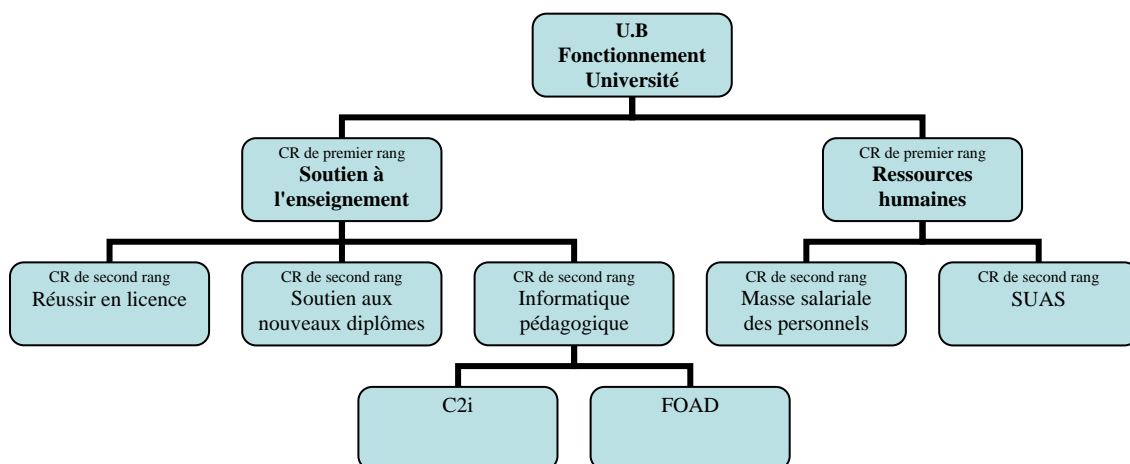 U.B
Fonctionnement
Université
CR de premier rang
Soutien à
l'enseignement
CR de premier rang
Ressources
humaines
CR de second rang
Réussir en licence
CR de second rang
Soutien aux
nouveaux diplômes
CR de second rang
Informatique
pédagogique
CR de second rang
Masse salariale
des personnels
CR de second rang
SUAS
C2i
FOAD